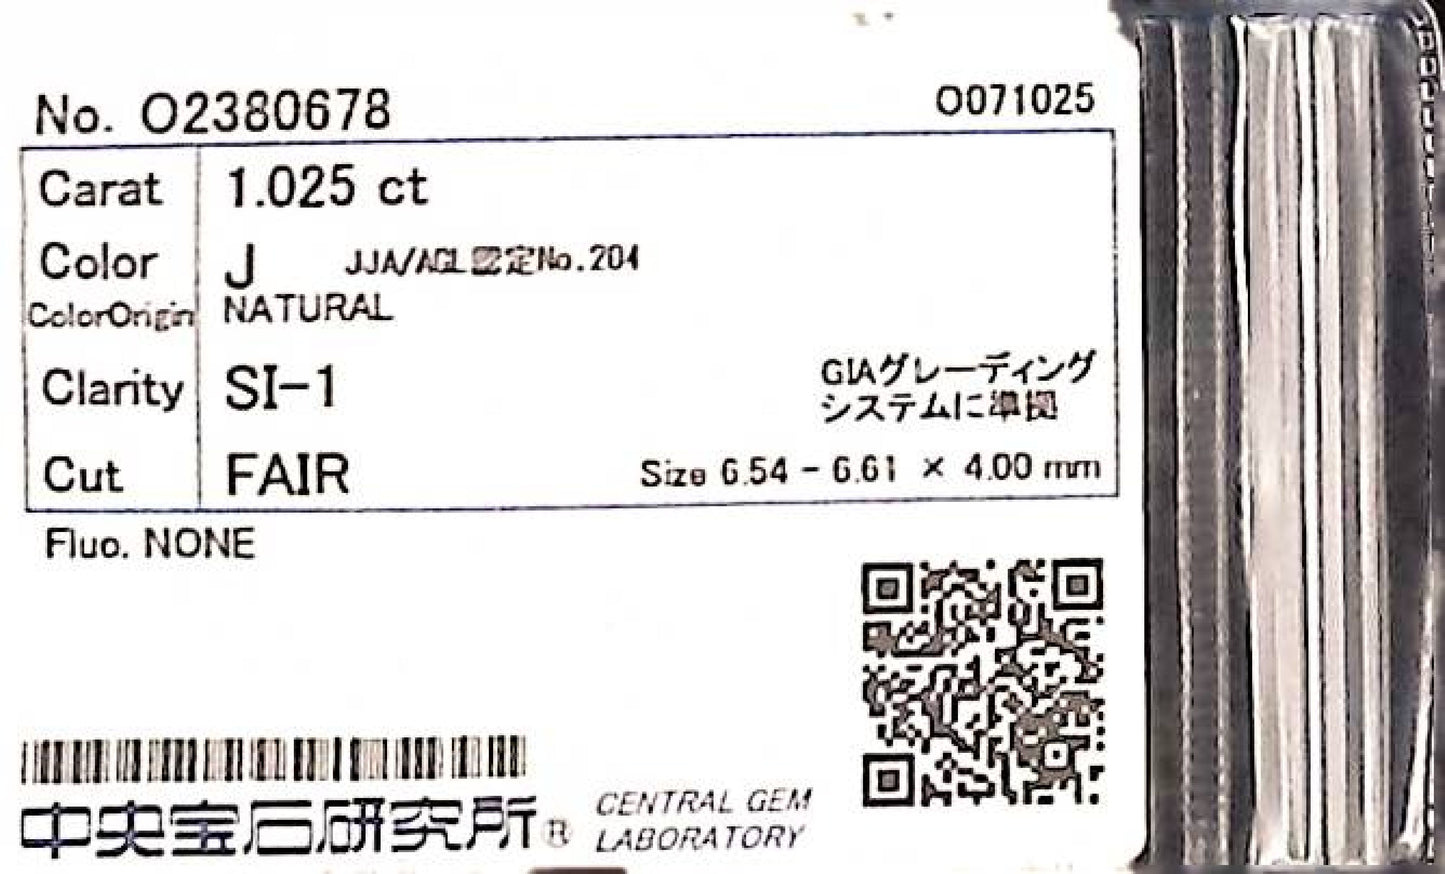 No. O2380678
O071025
Carat 1.025 ct
Color J JJA/AGL認定No.204
ColorOrigin NATURAL
Clarity SI-1
GIAグレーディング
システムに準拠
Cut FAIR Size 6.54 - 6.61 × 4.00 mm
Fluo. NONE
中央宝石研究所® CENTRAL GEM
LABORATORY